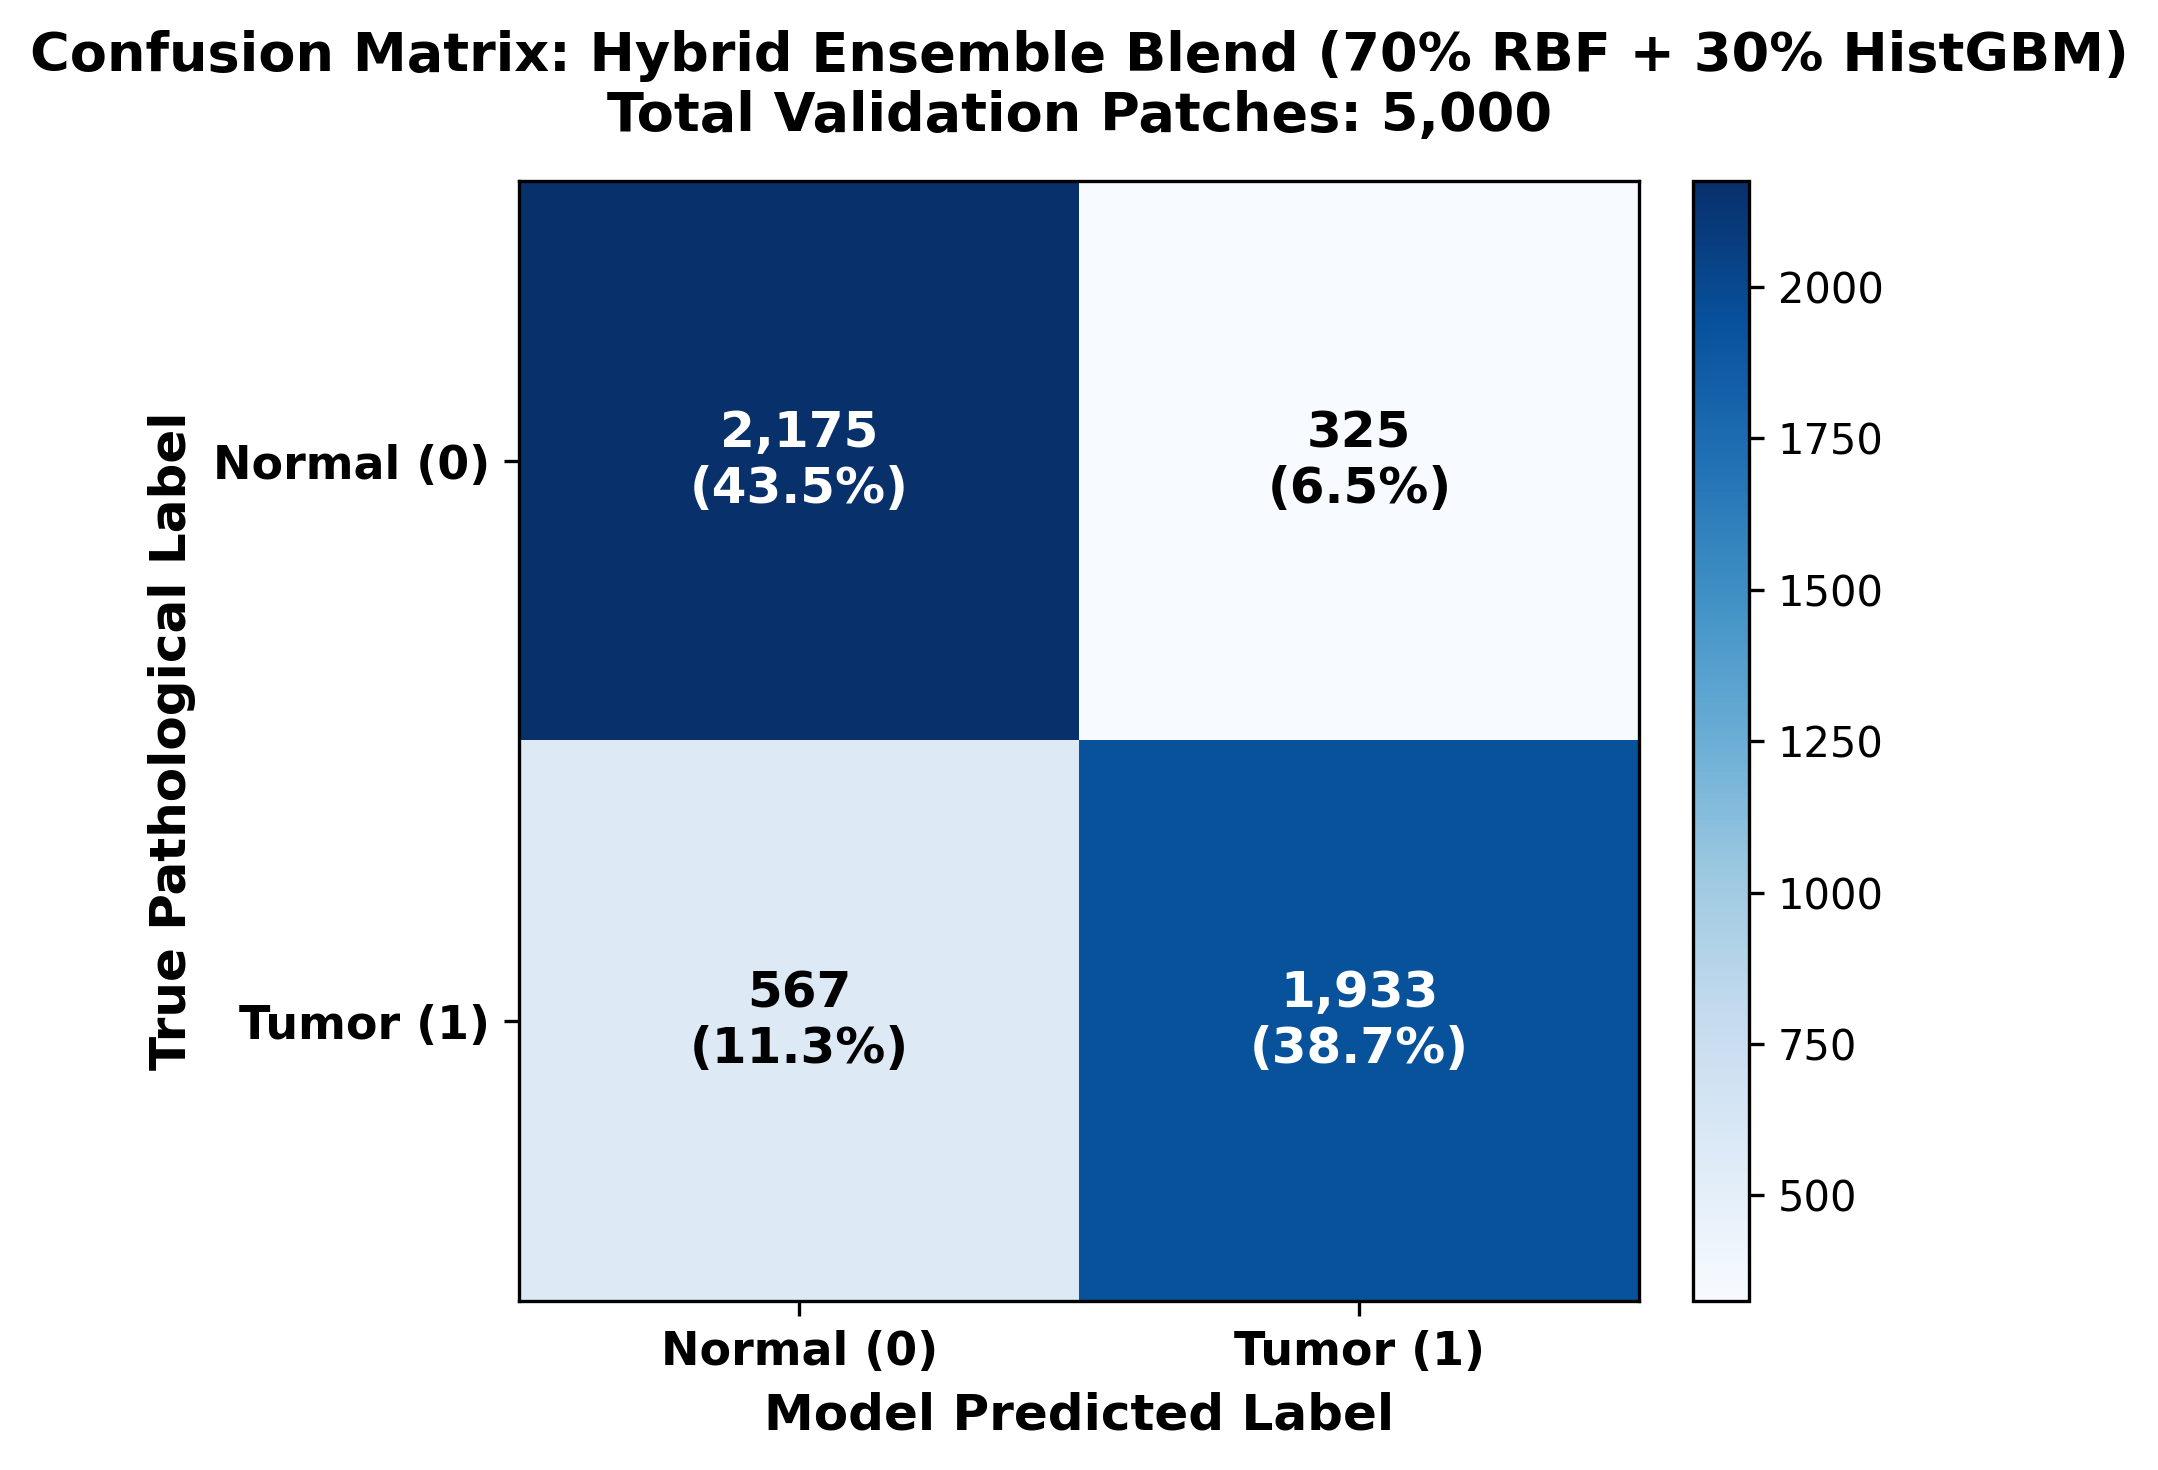 Confusion Matrix: Hybrid Ensemble Blend (70% RBF + 30% HistGBM)
Total Validation Patches: 5,000
True Pathological Label
Normal (0)
Tumor (1)
2,175
(43.5%)
325
(6.5%)
567
(11.3%)
1,933
(38.7%)
Normal (0)
Tumor (1)
Model Predicted Label
2000
1750
1500
1250
1000
750
500